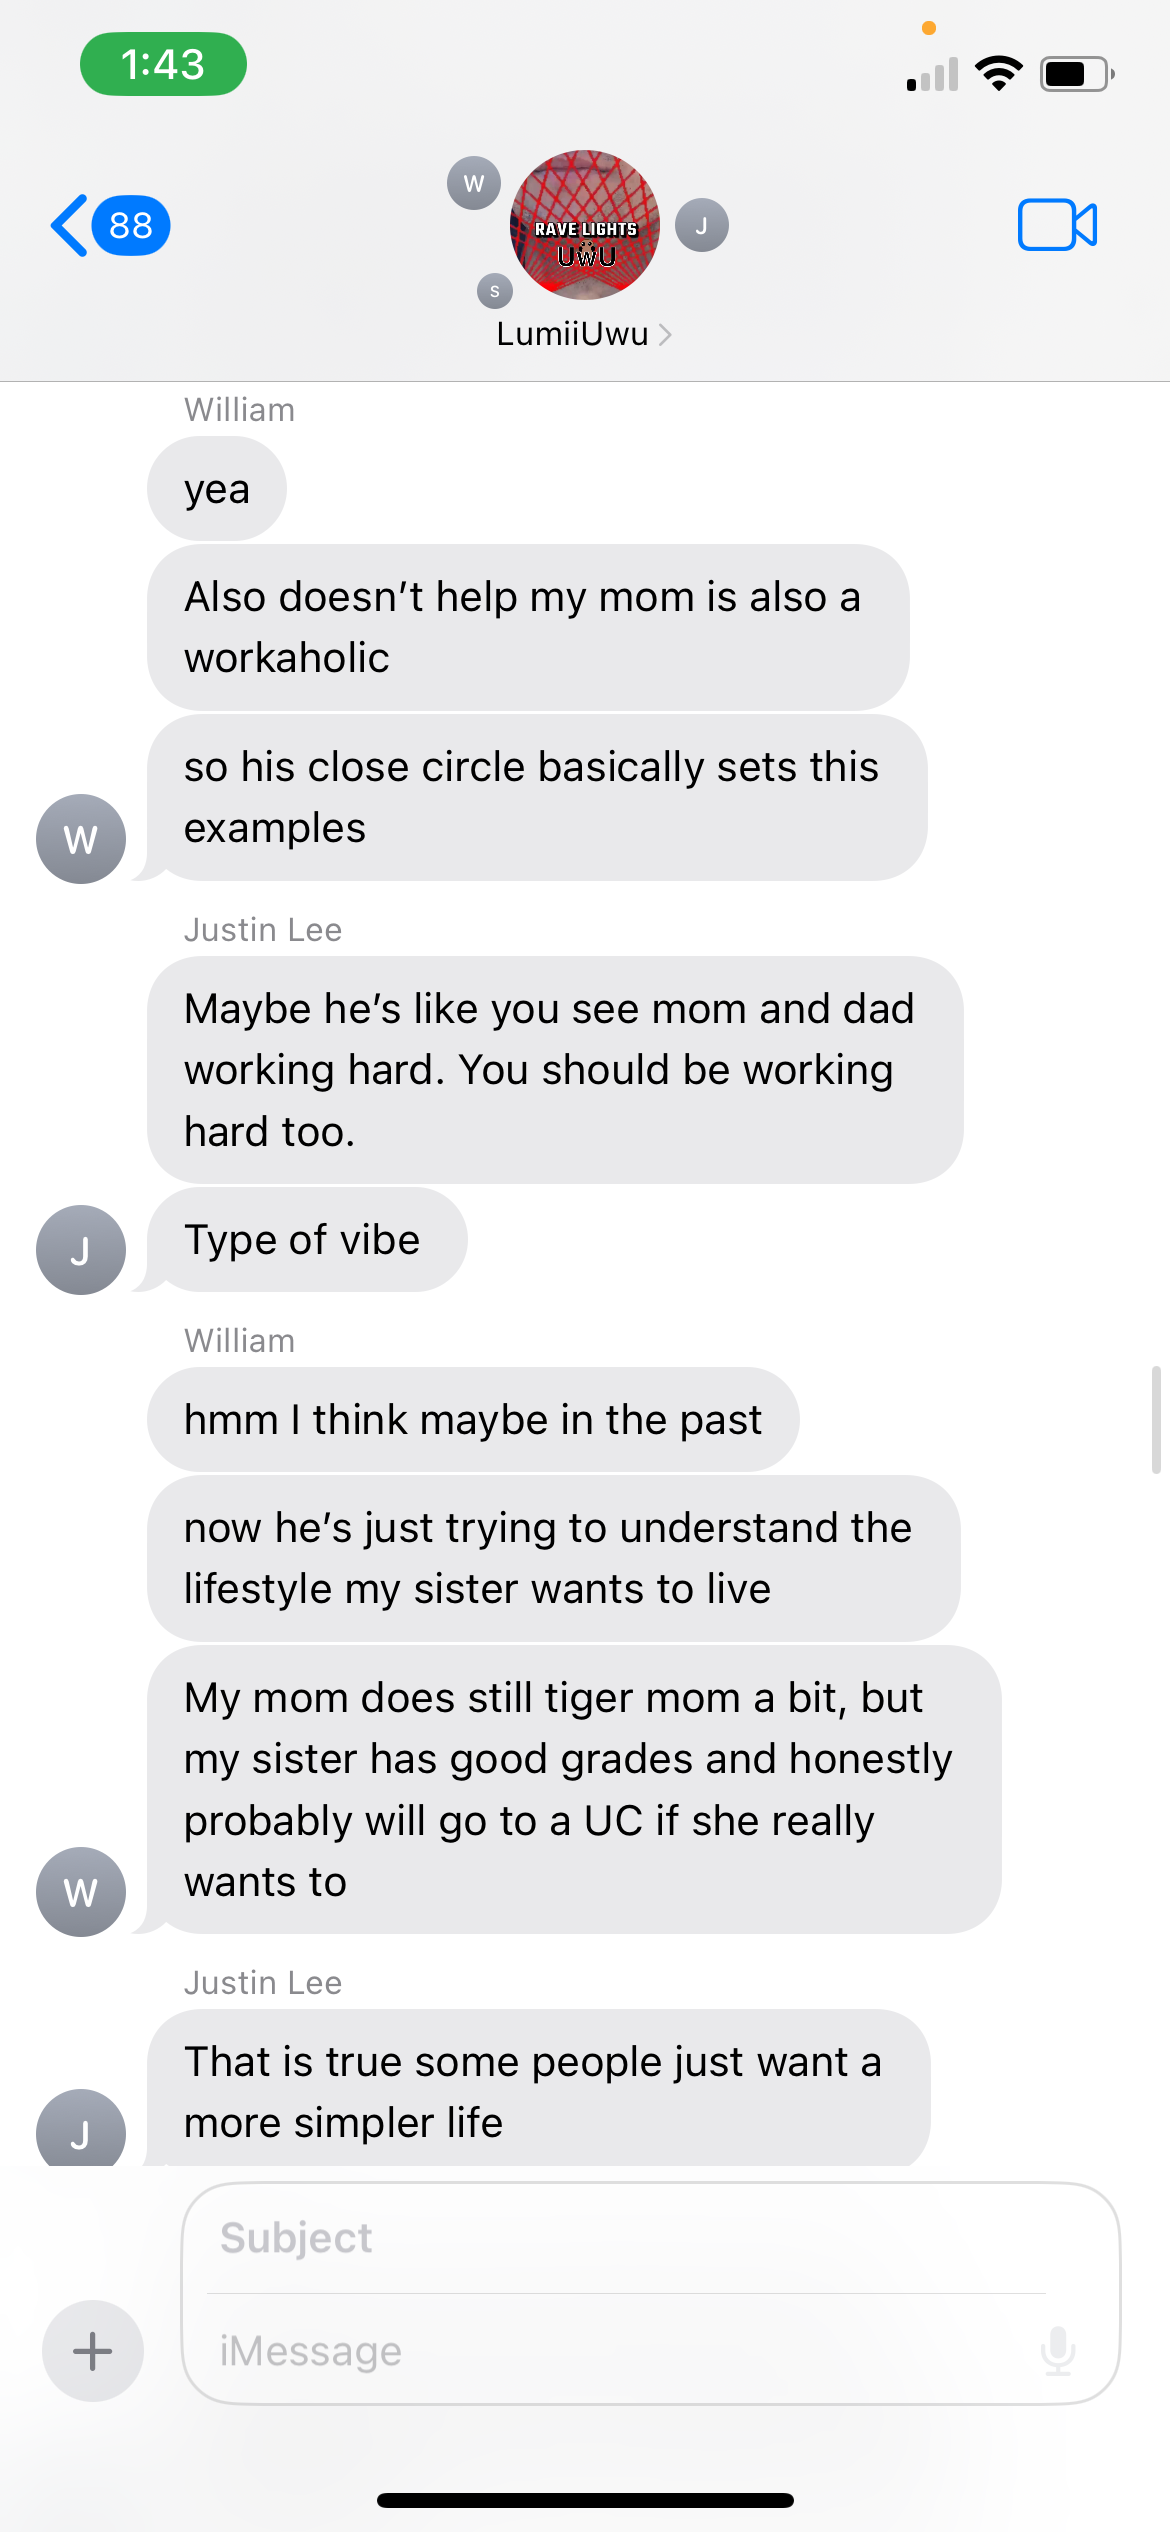 1:43
88
W
J
S
RAVE LIGHTS
UWU
LumiiUwu
William
yea
Also doesn’t help my mom is also a
workaholic
so his close circle basically sets this
examples
W
Justin Lee
Maybe he’s like you see mom and dad
working hard. You should be working
hard too.
Type of vibe
J
William
hmm I think maybe in the past
now he’s just trying to understand the
lifestyle my sister wants to live
My mom does still tiger mom a bit, but
my sister has good grades and honestly
probably will go to a UC if she really
wants to
W
Justin Lee
That is true some people just want a
more simpler life
J
Subject
iMessage